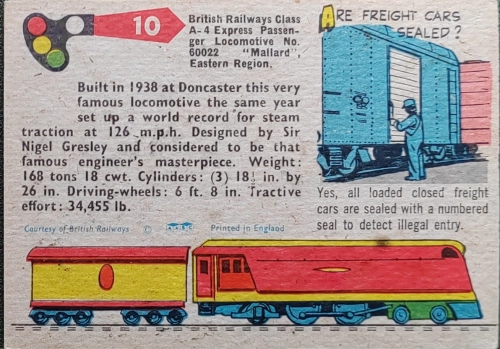 10
British Railways Class
A-4 Express Passen-
ger Locomotive No.
60022 "Mallard",
Eastern Region.
Built in 1938 at Doncaster this very
famous locomotive the same year
set up a world record for steam
traction at 126 m.p.h. Designed by Sir
Nigel Gresley and considered to be that
famous engineer's masterpiece. Weight:
168 tons 18 cwt. Cylinders: (3) 18½ in. by
26 in. Driving-wheels: 6 ft. 8 in. Tractive
effort: 34,455 lb.
Courtesy of British Railways © Printed in England
ARE FREIGHT CARS
SEALED?
Yes, all loaded closed freight
cars are sealed with a numbered
seal to detect illegal entry.